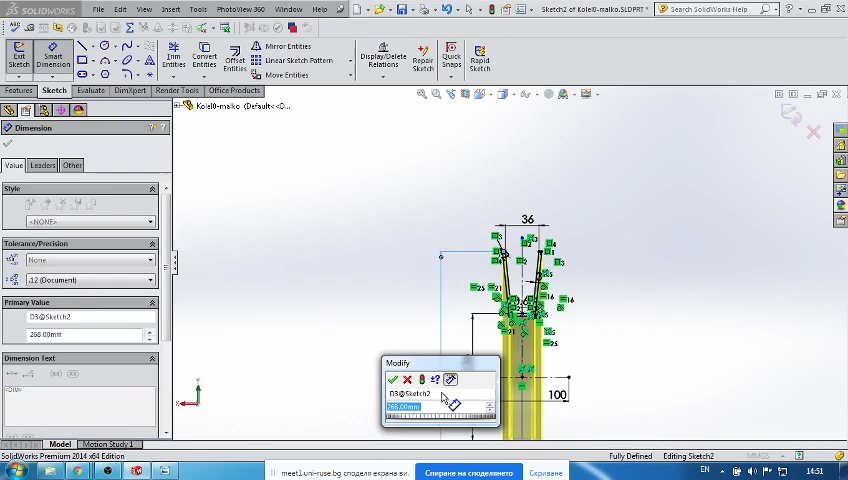 SOLIDWORKS File Edit View Insert Tools PhotoView 360 Window Help Sketch2 of Kolel0-malko.SLDPRT * Search SolidWorks Help
Exit Sketch Smart Dimension Trim Entities Convert Entities Offset Entities Mirror Entities Linear Sketch Pattern Move Entities Display/Delete Relations Repair Sketch Quick Snaps Rapid Sketch
Features Sketch Evaluate DimXpert Render Tools Office Products
Kolel0-malko (Default<<D...
Dimension
Value Leaders Other
Style
<NONE>
Tolerance/Precision
None
.12 (Document)
Primary Value
D3@Sketch2
268.00mm
Dimension Text
<DIM>
36
100
Modify
D3@Sketch2
268.00mm
Model Motion Study 1
SolidWorks Premium 2014 x64 Edition Fully Defined Editing Sketch2 MMGS
meet1.uni-ruse.bg споделя екрана ви. Спиране на споделянето Скриване EN 14:51